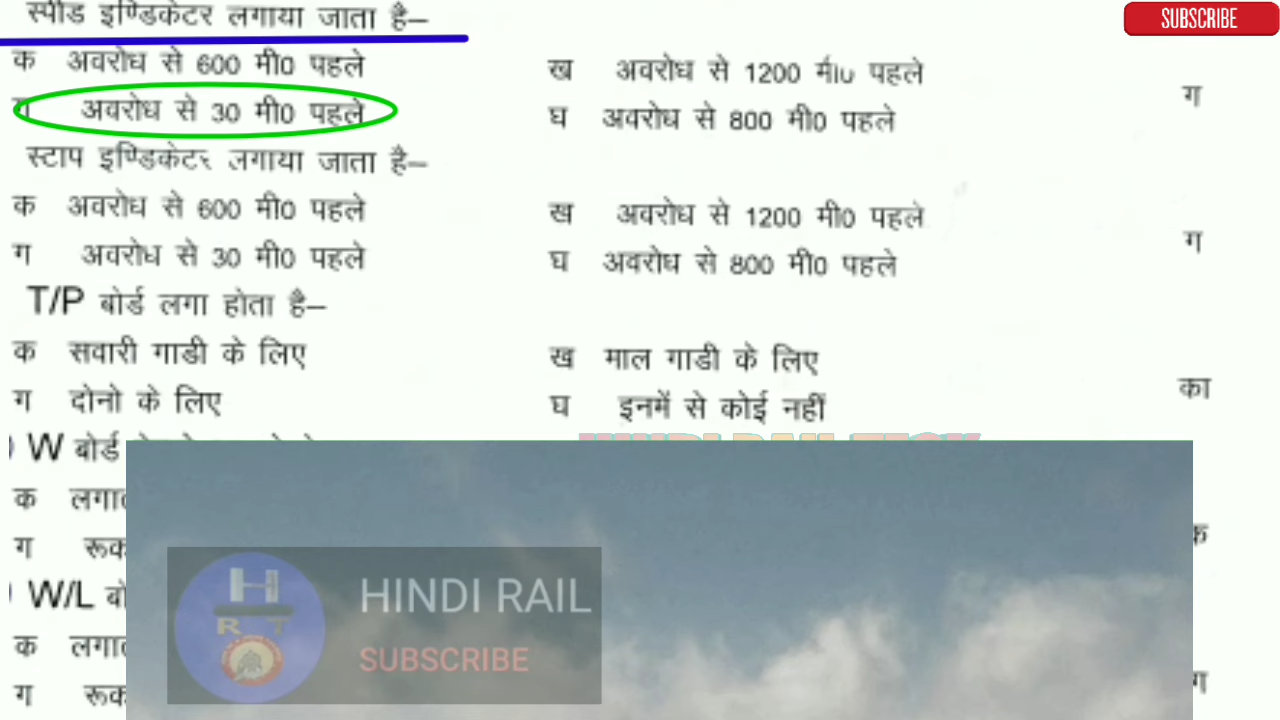 स्पीड इण्डिकेटर लगाया जाता है–
SUBSCRIBE
क अवरोध से 600 मी0 पहले ख अवरोध से 1200 मी0 पहले
ग अवरोध से 30 मी0 पहले घ अवरोध से 800 मी0 पहले ग
स्टाप इण्डिकेटर लगाया जाता है–
क अवरोध से 600 मी0 पहले ख अवरोध से 1200 मी0 पहले
ग अवरोध से 30 मी0 पहले घ अवरोध से 800 मी0 पहले ग
T/P बोर्ड लगा होता है–
क सवारी गाडी के लिए ख माल गाडी के लिए
ग दोनो के लिए घ इनमें से कोई नहीं का
W बोर्ड
क
ग
W/L
क
ग
H
R T
HINDI RAIL
SUBSCRIBE